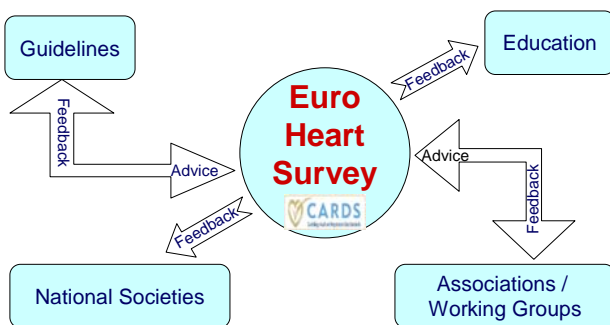 Guidelines
Education
Feedback
Feedback
Euro
Heart
Survey
CARDS
Advice
Advice
Feedback
Feedback
National Societies
Associations /
Working Groups